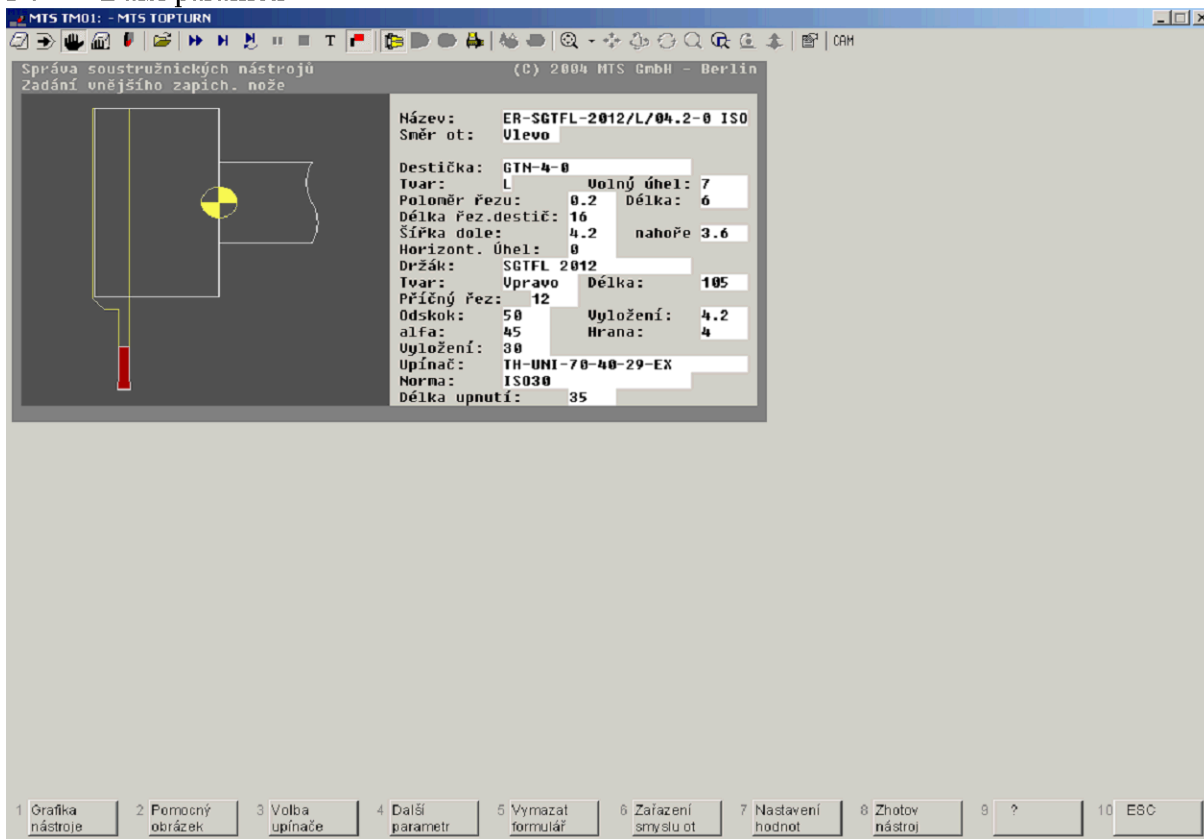 MTS TM01: - MTS TOPTURN
T CAM
Správa soustružnických nástrojů (C) 2004 MTS GmbH - Berlin
Zadání vnějšího zapich. nože
Název: ER-SGTFL-2012/L/04.2-0 ISO
Směr ot: Vlevo
Destička: GTN-4-0
Tvar: L Volný úhel: 7
Poloměr řezu: 0.2 Délka: 6
Délka řez.destič: 16
Šířka dole: 4.2 nahoře 3.6
Horizont. Úhel: 0
Držák: SGTFL 2012
Tvar: Vpravo Délka: 105
Příčný řez: 12
Odskok: 50 Vyložení: 4.2
alfa: 45 Hrana: 4
Vyložení: 30
Upínač: TH-UNI-70-40-29-EX
Norma: ISO30
Délka upnutí: 35
1 Grafika nástroje
2 Pomocný obrázek
3 Volba upínače
4 Další parametr
5 Vymazat formulář
6 Zařazení smyslu ot
7 Nastavení hodnot
8 Zhotov nástroj
9 ?
10 ESC